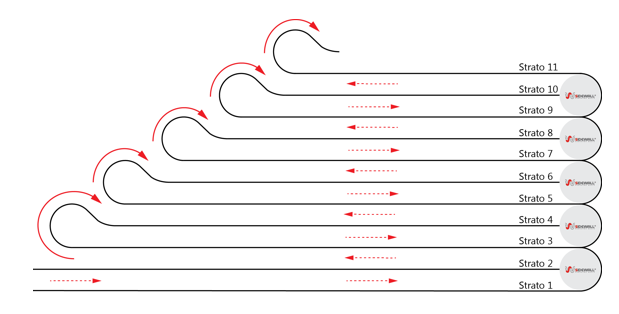 Strato 11
Strato 10
Strato 9
Strato 8
Strato 7
Strato 6
Strato 5
Strato 4
Strato 3
Strato 2
Strato 1